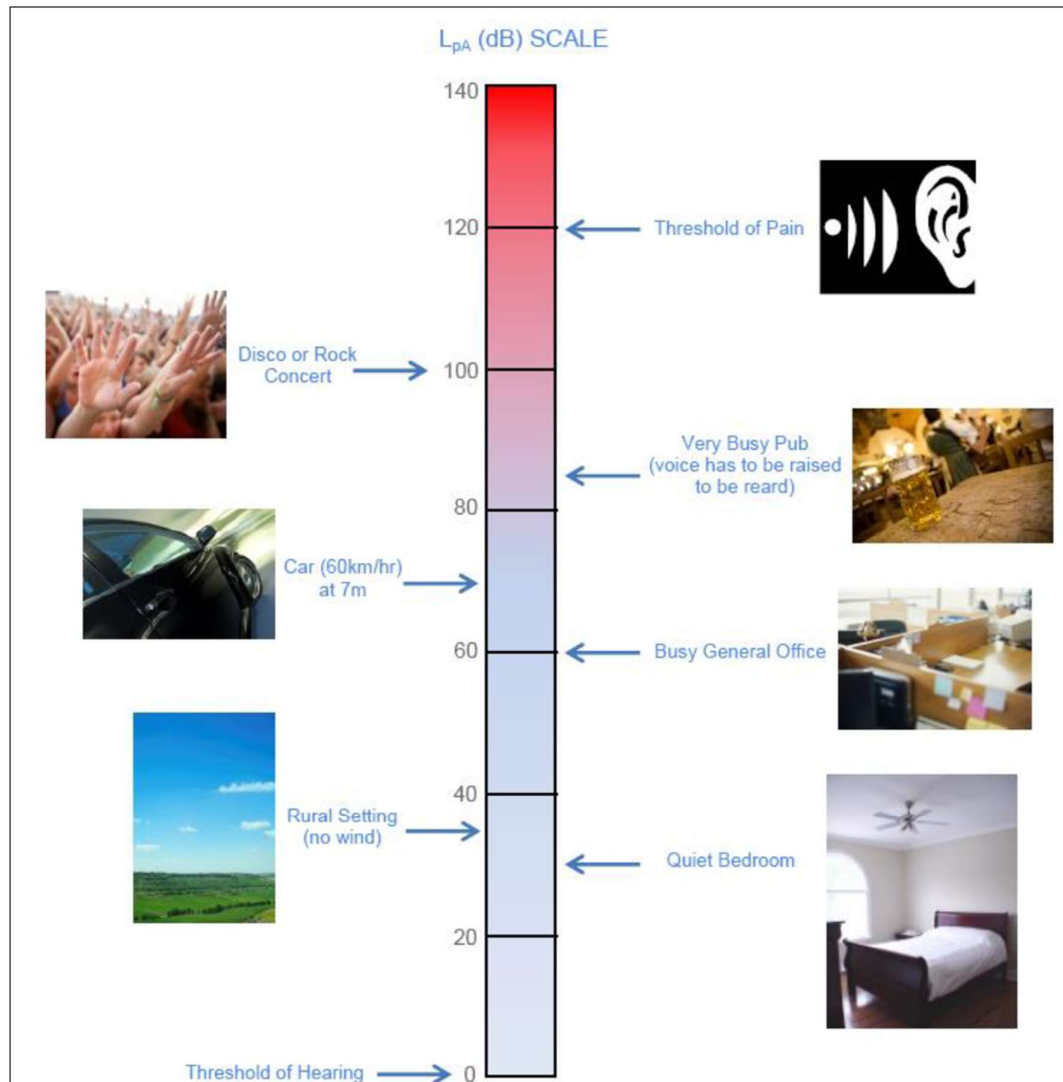 LpA (dB) SCALE
140
120
Threshold of Pain
Disco or Rock
Concert
100
Very Busy Pub
(voice has to be raised
to be reard)
80
Car (60km/hr)
at 7m
60
Busy General Office
40
Rural Setting
(no wind)
Quiet Bedroom
20
Threshold of Hearing
0